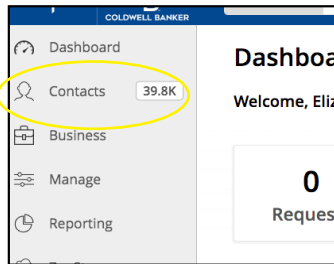 COLDWELL BANKER
Dashboard
Contacts 39.8K
Business
Manage
Reporting
Dashboa
Welcome, Eliz
0
Reques